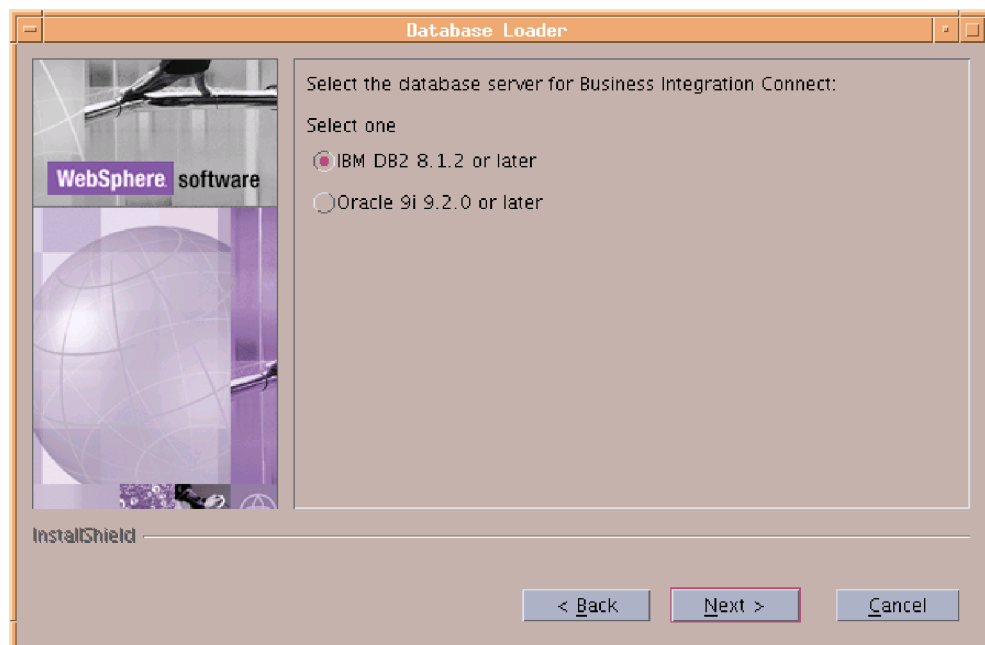 Database Loader
WebSphere software
Select the database server for Business Integration Connect:
Select one
IBM DB2 8.1.2 or later
Oracle 9i 9.2.0 or later
InstallShield
< Back
Next >
Cancel